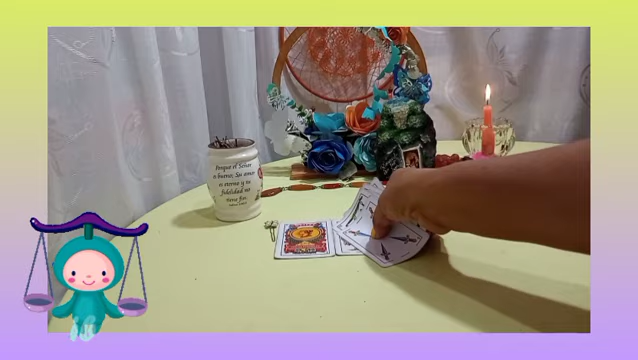 Porque el Señor
es bueno; Su amor
es eterno y su
fidelidad no
tiene fin.